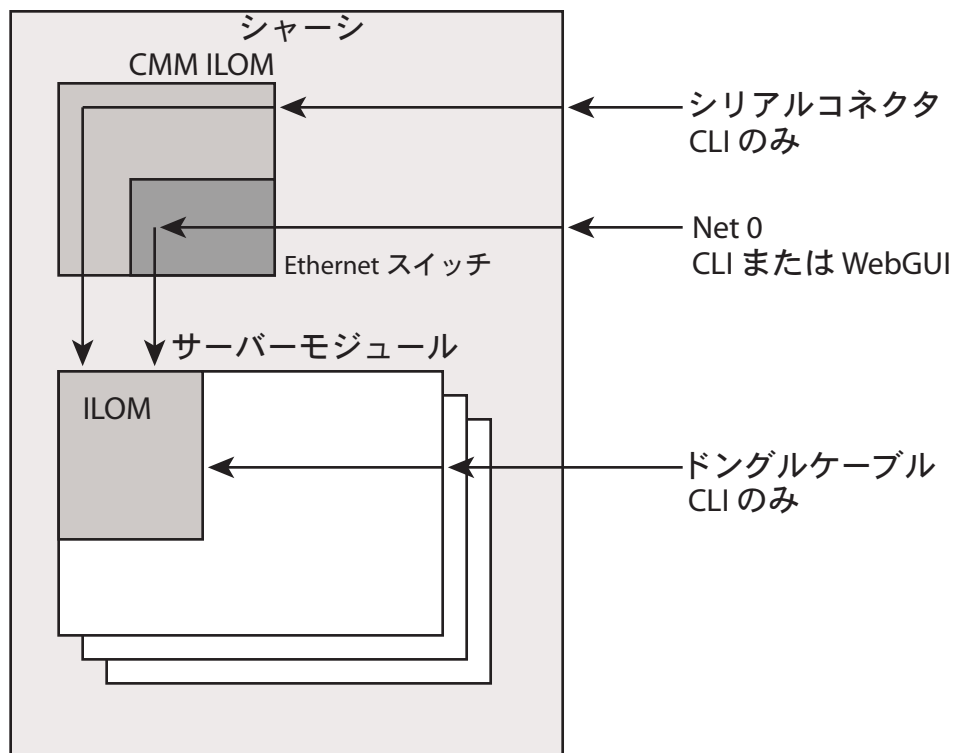 シャーシ
CMM ILOM
シリアルコネクタ
CLI のみ
Net 0
CLI または WebGUI
Ethernet スイッチ
サーバーモジュール
ILOM
ドングルケーブル
CLI のみ